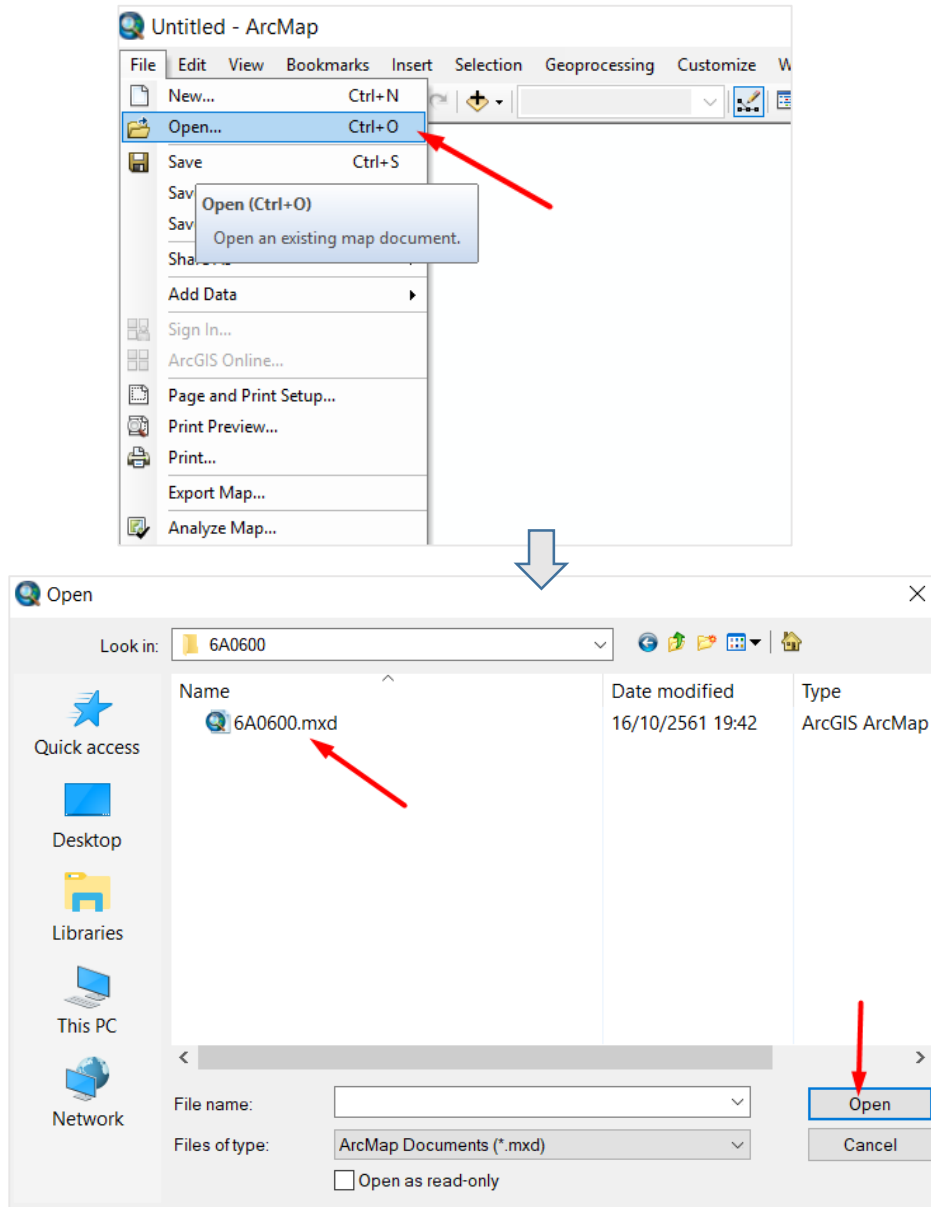 Untitled - ArcMap
File Edit View Bookmarks Insert Selection Geoprocessing Customize W
New... Ctrl+N
Open... Ctrl+O
Save Ctrl+S
Sav
Open (Ctrl+O)
Sav
Open an existing map document.
Add Data
Sign In...
ArcGIS Online...
Page and Print Setup...
Print Preview...
Print...
Export Map...
Analyze Map...
Open
Look in: 6A0600
Name Date modified Type
6A0600.mxd 16/10/2561 19:42 ArcGIS ArcMap
Quick access
Desktop
Libraries
This PC
Network
File name: Open
Files of type: ArcMap Documents (*.mxd) Cancel
Open as read-only